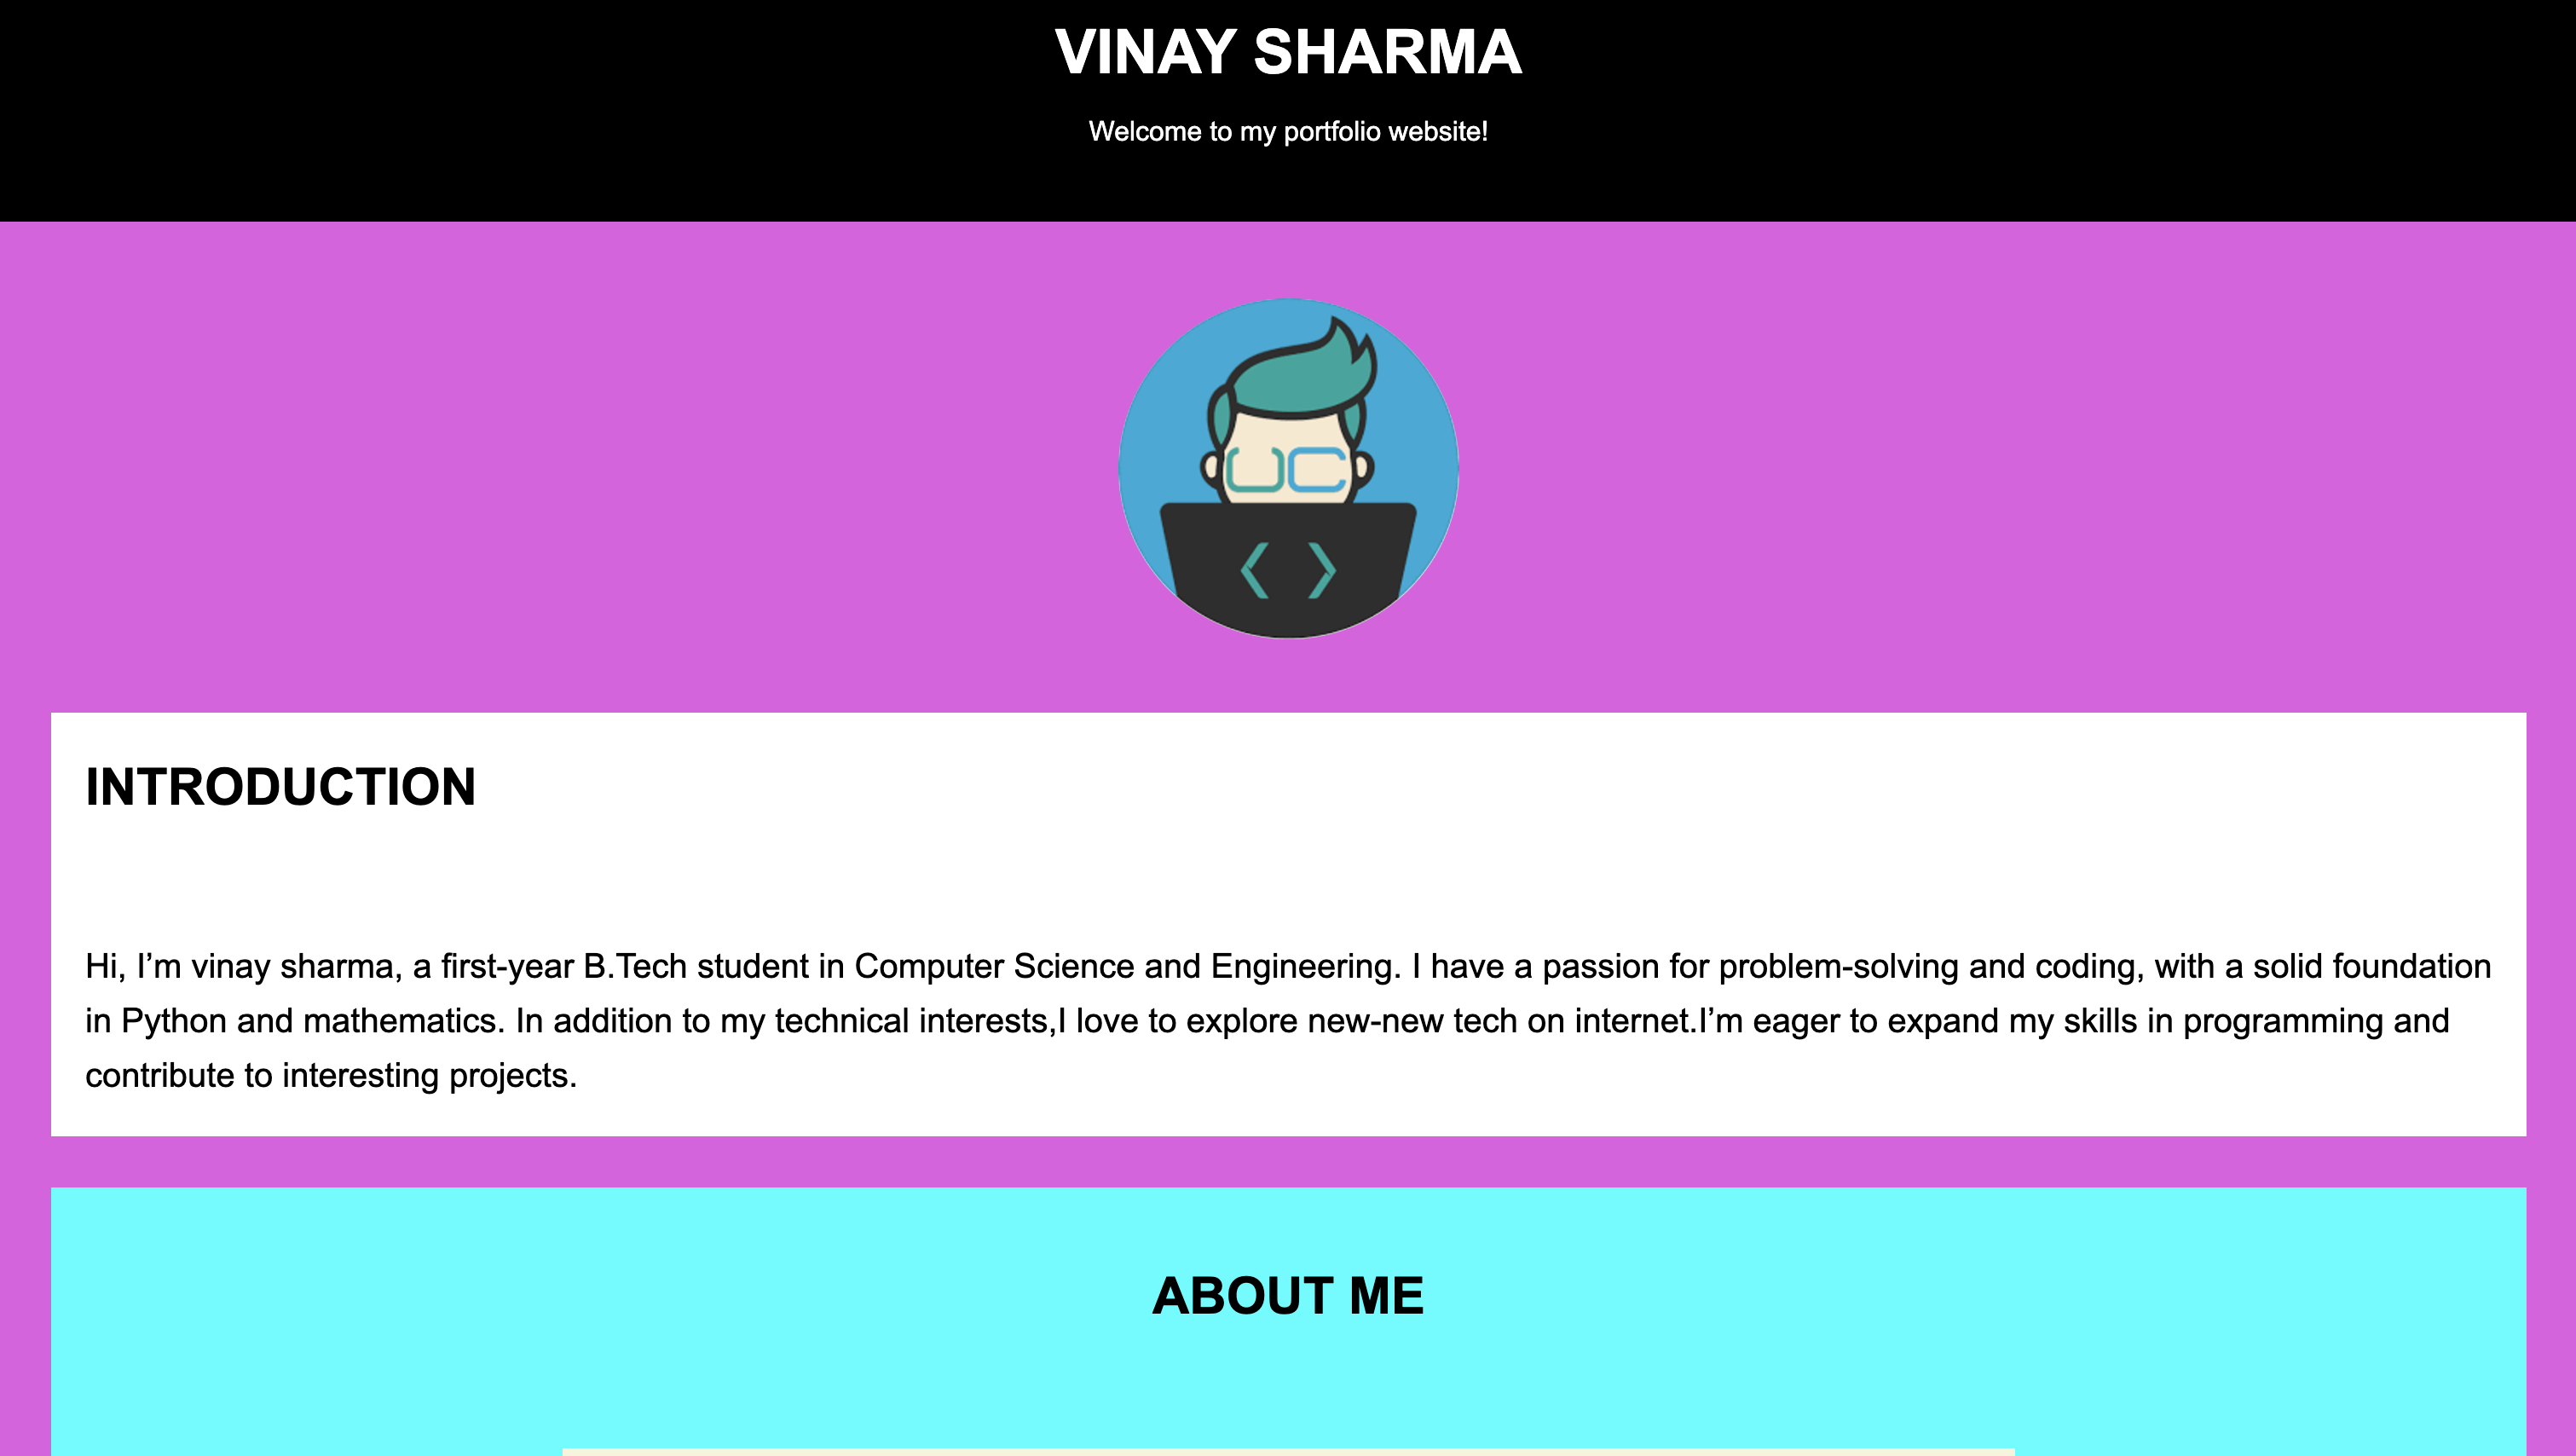 VINAY SHARMA
Welcome to my portfolio website!
INTRODUCTION
Hi, I’m vinay sharma, a first-year B.Tech student in Computer Science and Engineering. I have a passion for problem-solving and coding, with a solid foundation
in Python and mathematics. In addition to my technical interests,I love to explore new-new tech on internet.I’m eager to expand my skills in programming and
contribute to interesting projects.
ABOUT ME